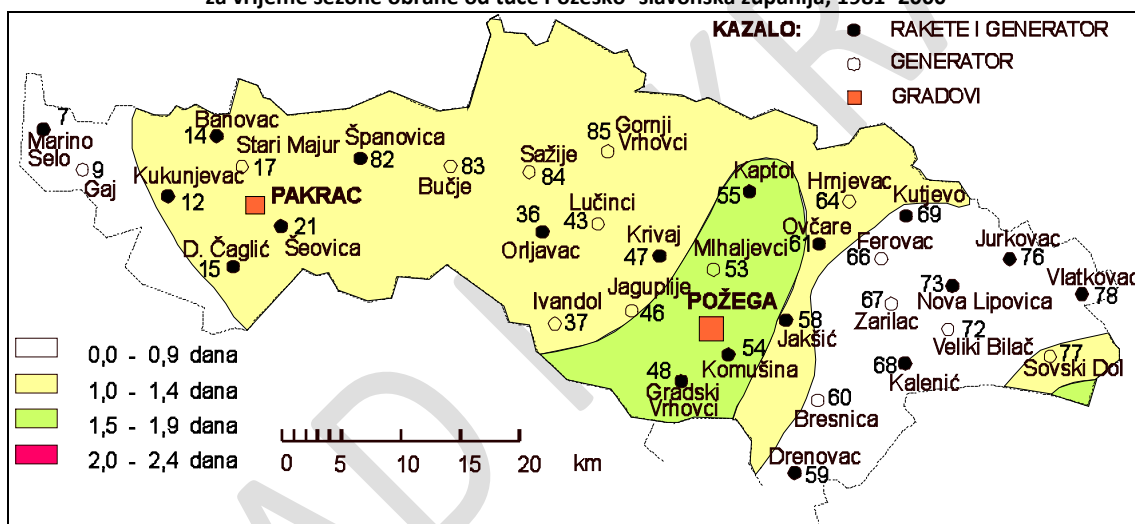 za vrijeme sezone obrane od tuče Požeško -slavonska županija, 1981 -2006
KAZALO:
RAKETE I GENERATOR
GENERATOR
GRADOVI
7
Marino
Selo
9
Gaj
Banovac
14
Stari Majur
17
Španovica
82
83
Bučje
Kukunjevac
12
PAKRAC
21
Šeovica
D. Čaglić
15
Sažije
84
85
Gornji
Vrhovci
Lučinci
43
36
Orljavac
Krivaj
47
Ivandol
37
Jaguplije
46
Kaptol
55
Mlhaljevci
53
POŽEGA
54
Komušina
48
Gradski
Vrhovci
58
Jakšić
Ovčare
61
Hrnjevac
64
Kutjevo
69
Ferovac
66
Jurkovac
76
Vlatkovac
78
73
Nova Lipovica
67
Zarilac
72
Veliki Bilač
68
Kalenić
77
Sovski Dol
60
Bresnica
Drenovac
59
0,0 - 0,9 dana
1,0 - 1,4 dana
1,5 - 1,9 dana
2,0 - 2,4 dana
0 5 10 15 20 km